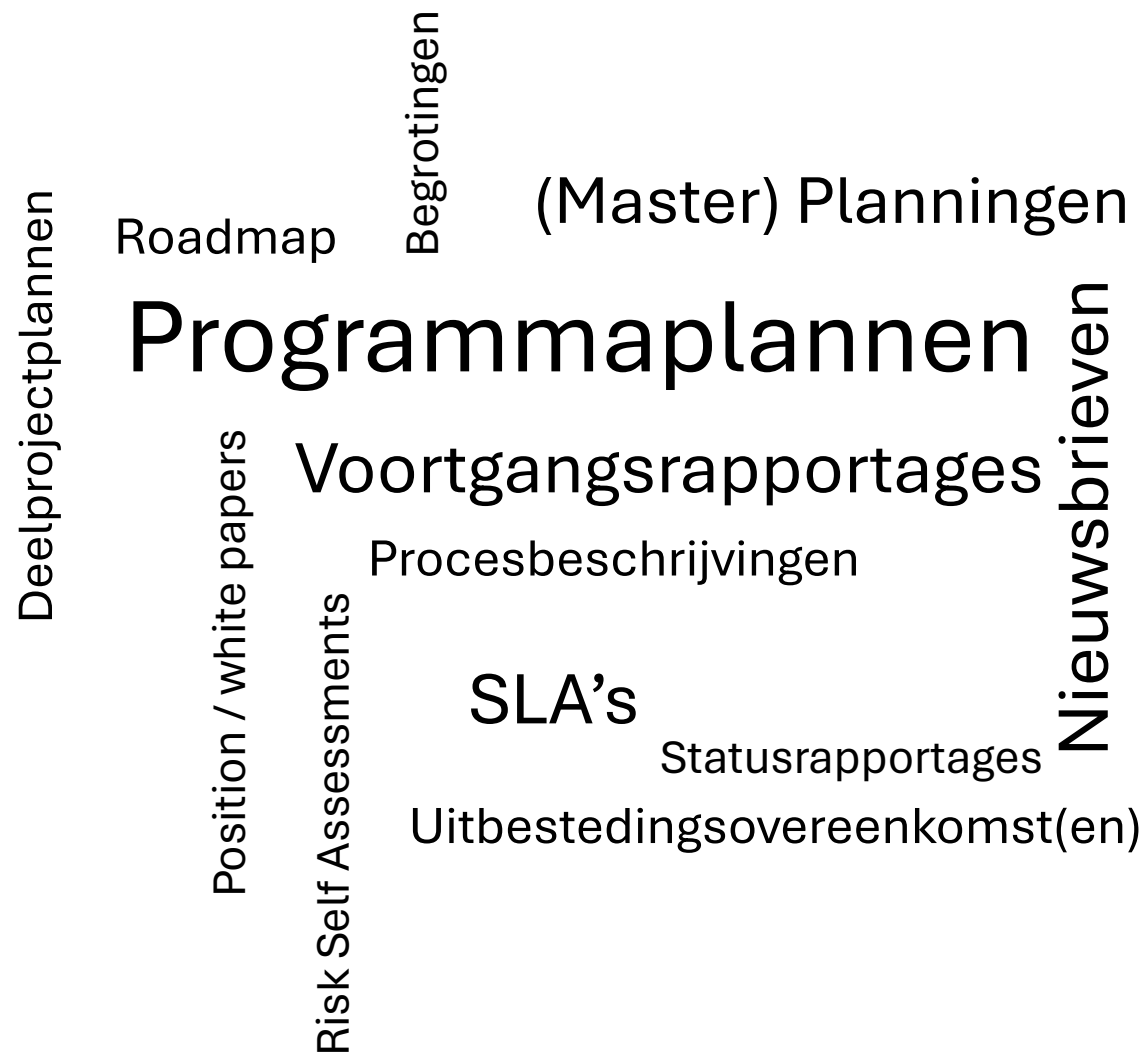 Begrotingen
(Master) Planningen
Roadmap
Deelprojectplannen
Programmaplannen
Nieuwsbrieven
Voortgangsrapportages
Position / white papers
Procesbeschrijvingen
Risk Self Assessments
SLA’s
Statusrapportages
Uitbestedingsovereenkomst(en)